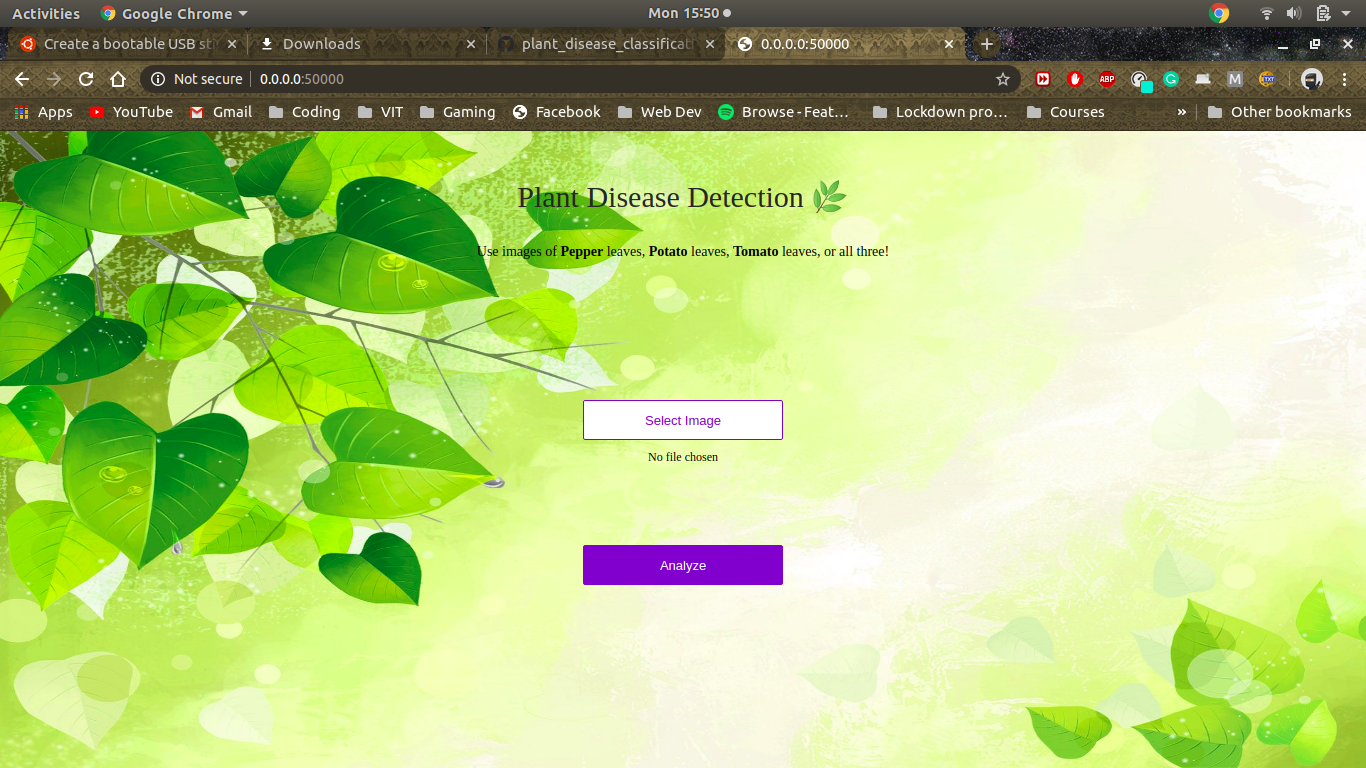 Activities Google Chrome Mon 15:50
Create a bootable USB sti Downloads plant_disease_classificat 0.0.0.0:50000
Not secure 0.0.0.0:50000 ABP M TXT
Apps YouTube Gmail Coding VIT Gaming Facebook Web Dev Browse - Feat… Lockdown pro… Courses » Other bookmarks
Plant Disease Detection 🌿
Use images of Pepper leaves, Potato leaves, Tomato leaves, or all three!
Select Image
No file chosen
Analyze